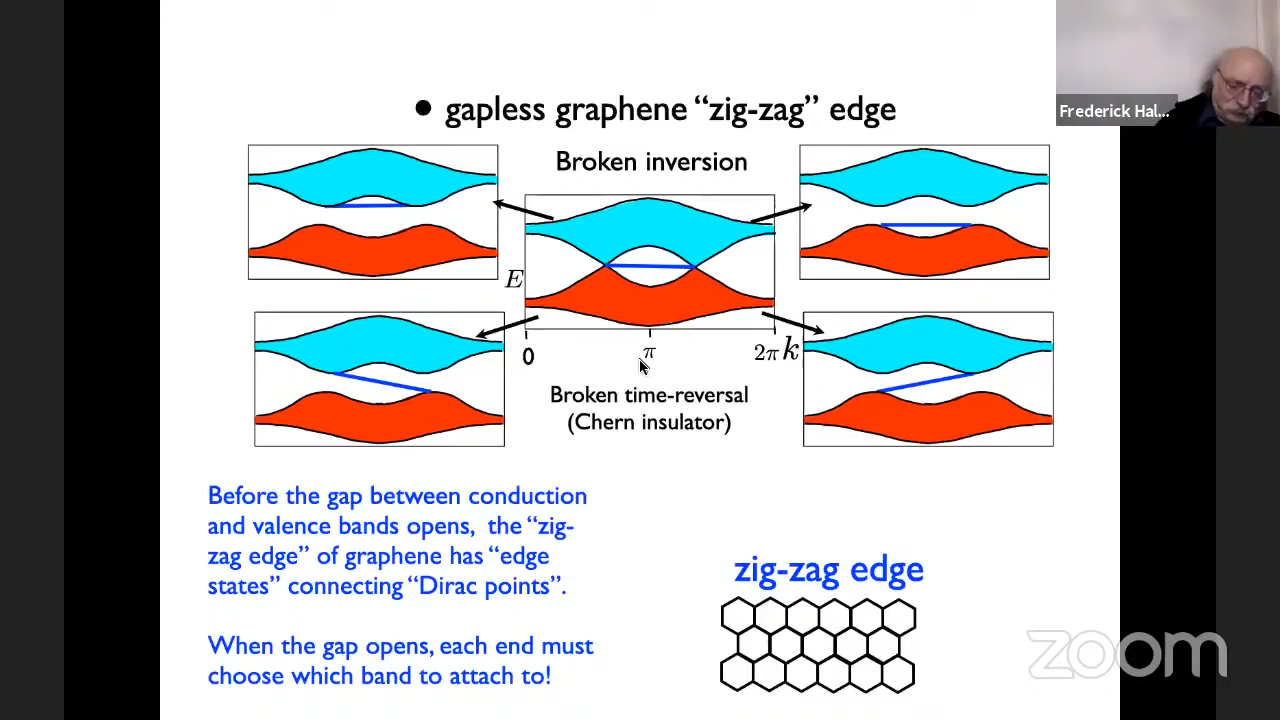 • gapless graphene “zig-zag” edge
Frederick Hal...
Broken inversion
E
0
π
2π k
Broken time-reversal
(Chern insulator)
Before the gap between conduction
and valence bands opens, the “zig-
zag edge” of graphene has “edge
states” connecting “Dirac points”.
When the gap opens, each end must
choose which band to attach to!
zig-zag edge
zoom